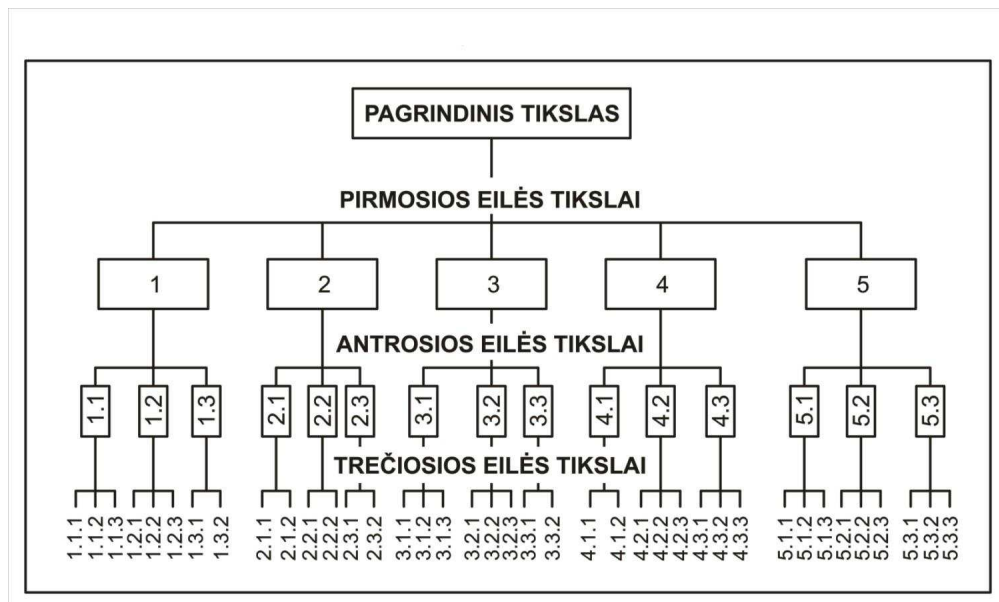 PAGRINDINIS TIKSLAS
PIRMOSIOS EILĖS TIKSLAI
1 2 3 4 5
ANTROSIOS EILĖS TIKSLAI
1.1 1.2 1.3 2.1 2.2 2.3 3.1 3.2 3.3 4.1 4.2 4.3 5.1 5.2 5.3
TREČIOSIOS EILĖS TIKSLAI
1.1.1 1.1.2 1.1.3 1.2.1 1.2.2 1.2.3 1.3.1 1.3.2 2.1.1 2.1.2 2.2.1 2.2.2 2.3.1 2.3.2 3.1.1 3.1.2 3.1.3 3.2.1 3.2.2 3.2.3 3.3.1 3.3.2 4.1.1 4.1.2 4.2.1 4.2.2 4.2.3 4.3.1 4.3.2 4.3.3 5.1.1 5.1.2 5.1.3 5.2.1 5.2.2 5.2.3 5.3.1 5.3.2 5.3.3